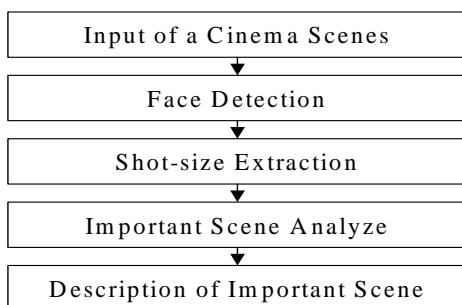 Input of a Cinema Scenes
Face Detection
Shot-size Extraction
Important Scene Analyze
Description of Important Scene